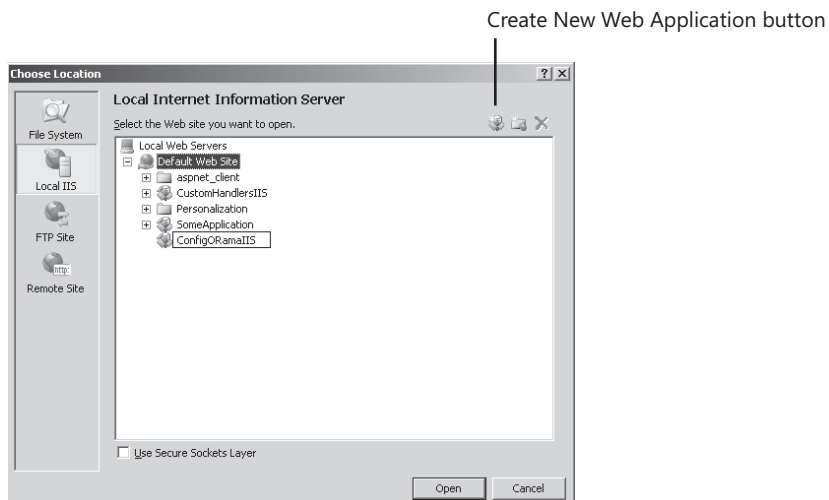 Create New Web Application button
Choose Location
Local Internet Information Server
Select the Web site you want to open.
File System
Local IIS
FTP Site
http:
Remote Site
Local Web Servers
Default Web Site
aspnet_client
CustomHandlersIIS
Personalization
SomeApplication
ConfigORamaIIS
Use Secure Sockets Layer
Open
Cancel